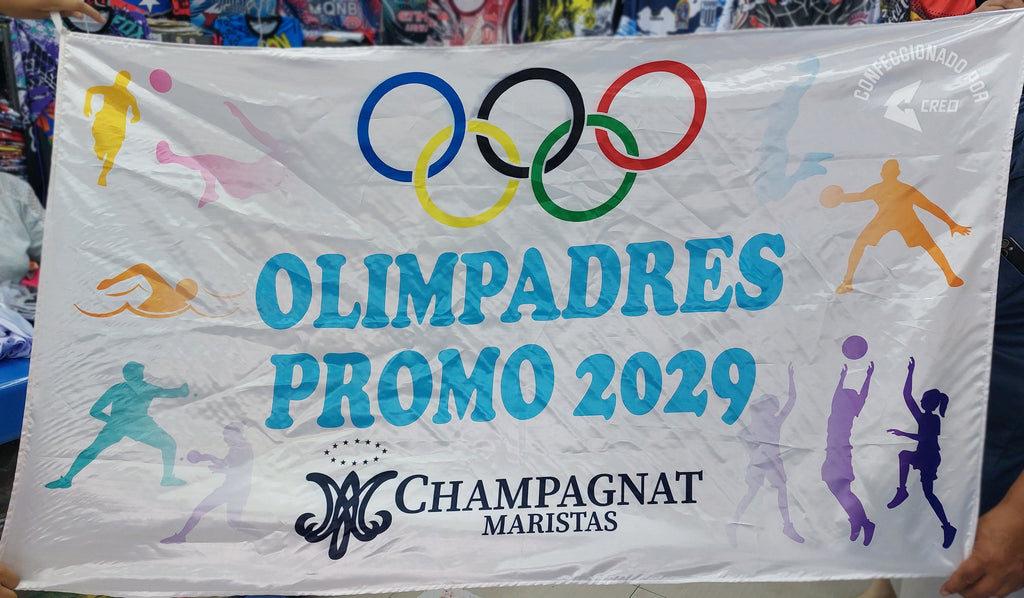 CONFECCIONADO POR
CREO
OLIMPADRES
PROMO 2029
CHAMPAGNAT
MARISTAS